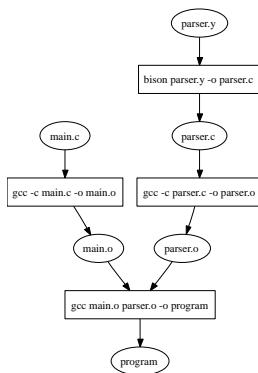 parser.y
bison parser.y -o parser.c
main.c
parser.c
gcc -c main.c -o main.o
gcc -c parser.c -o parser.o
main.o
parser.o
gcc main.o parser.o -o program
program